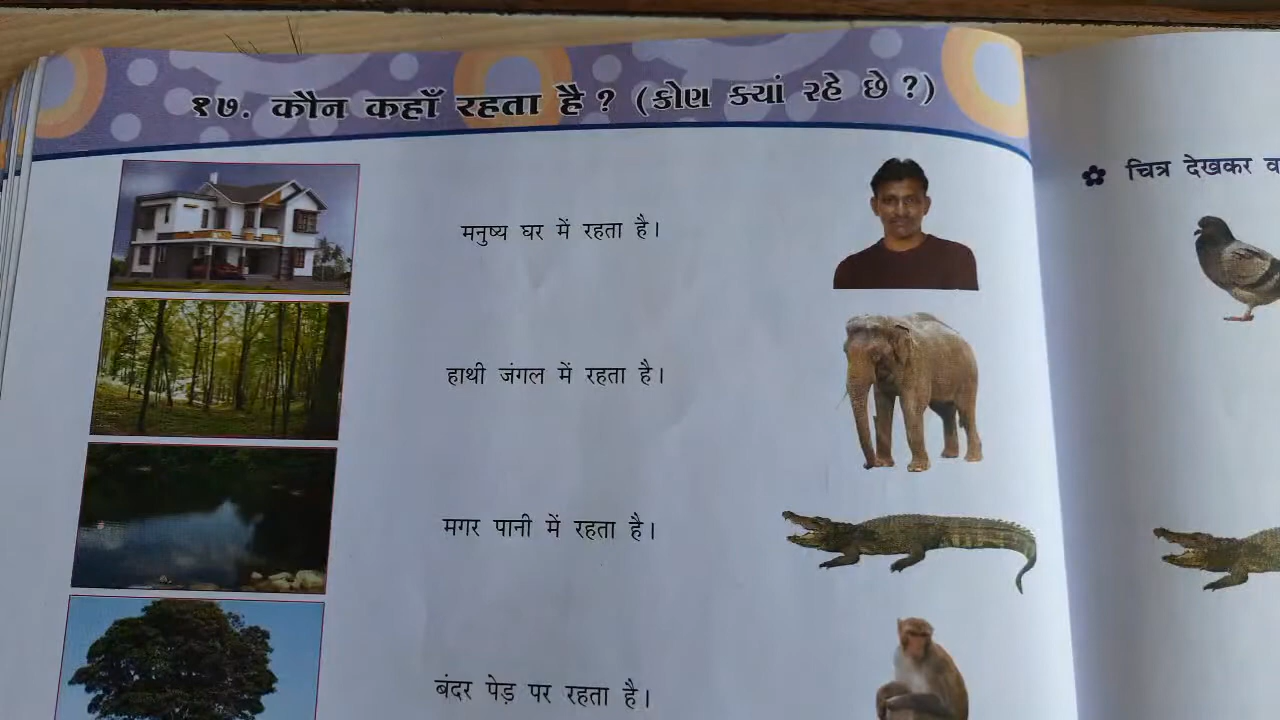 १७. कौन कहाँ रहता है ? (કોણ ક્યાં રહે છે ?)
मनुष्य घर में रहता है।
हाथी जंगल में रहता है।
मगर पानी में रहता है।
बंदर पेड़ पर रहता है।
चित्र देखकर